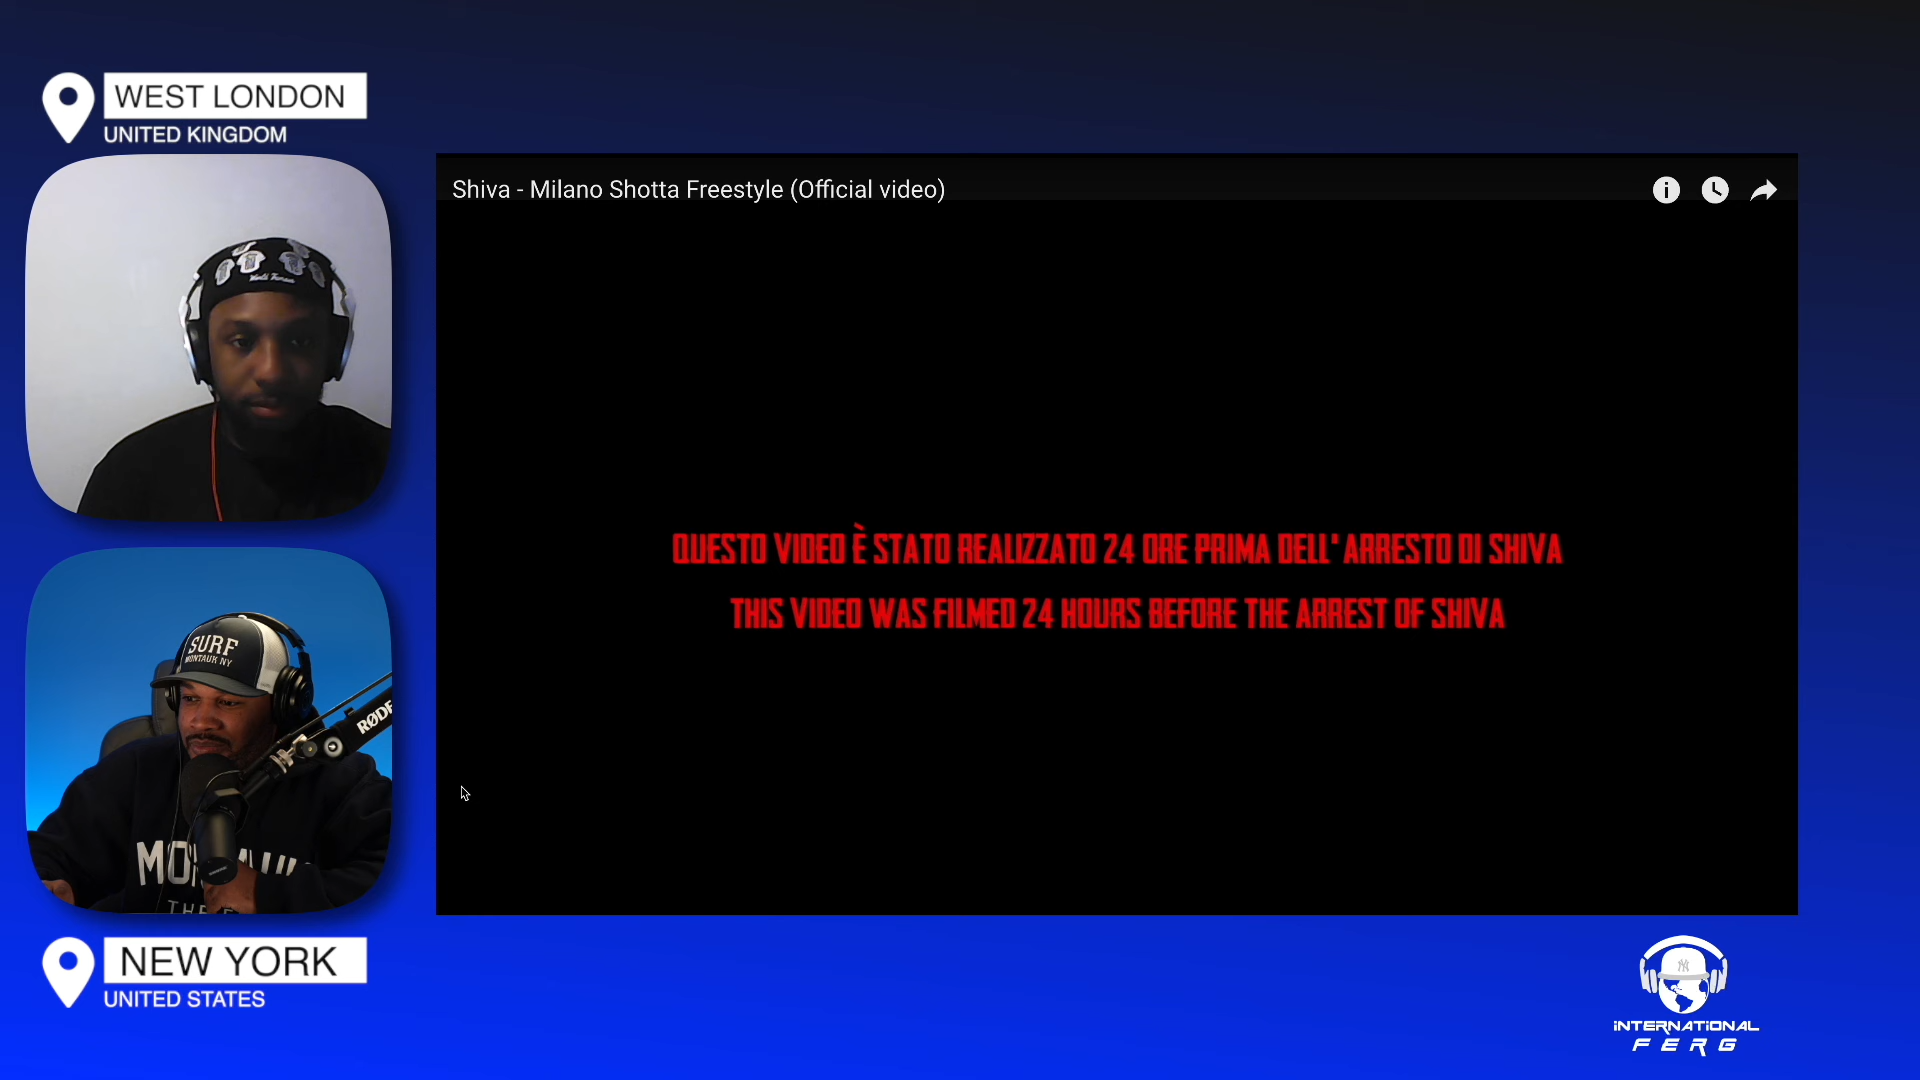 WEST LONDON
UNITED KINGDOM
Shiva - Milano Shotta Freestyle (Official video)
QUESTO VIDEO È STATO REALIZZATO 24 ORE PRIMA DELL'ARRESTO DI SHIVA
THIS VIDEO WAS FILMED 24 HOURS BEFORE THE ARREST OF SHIVA
SURF
MONTAUK NY
RØDE
NEW YORK
UNITED STATES
INTERNATIONAL
FERG